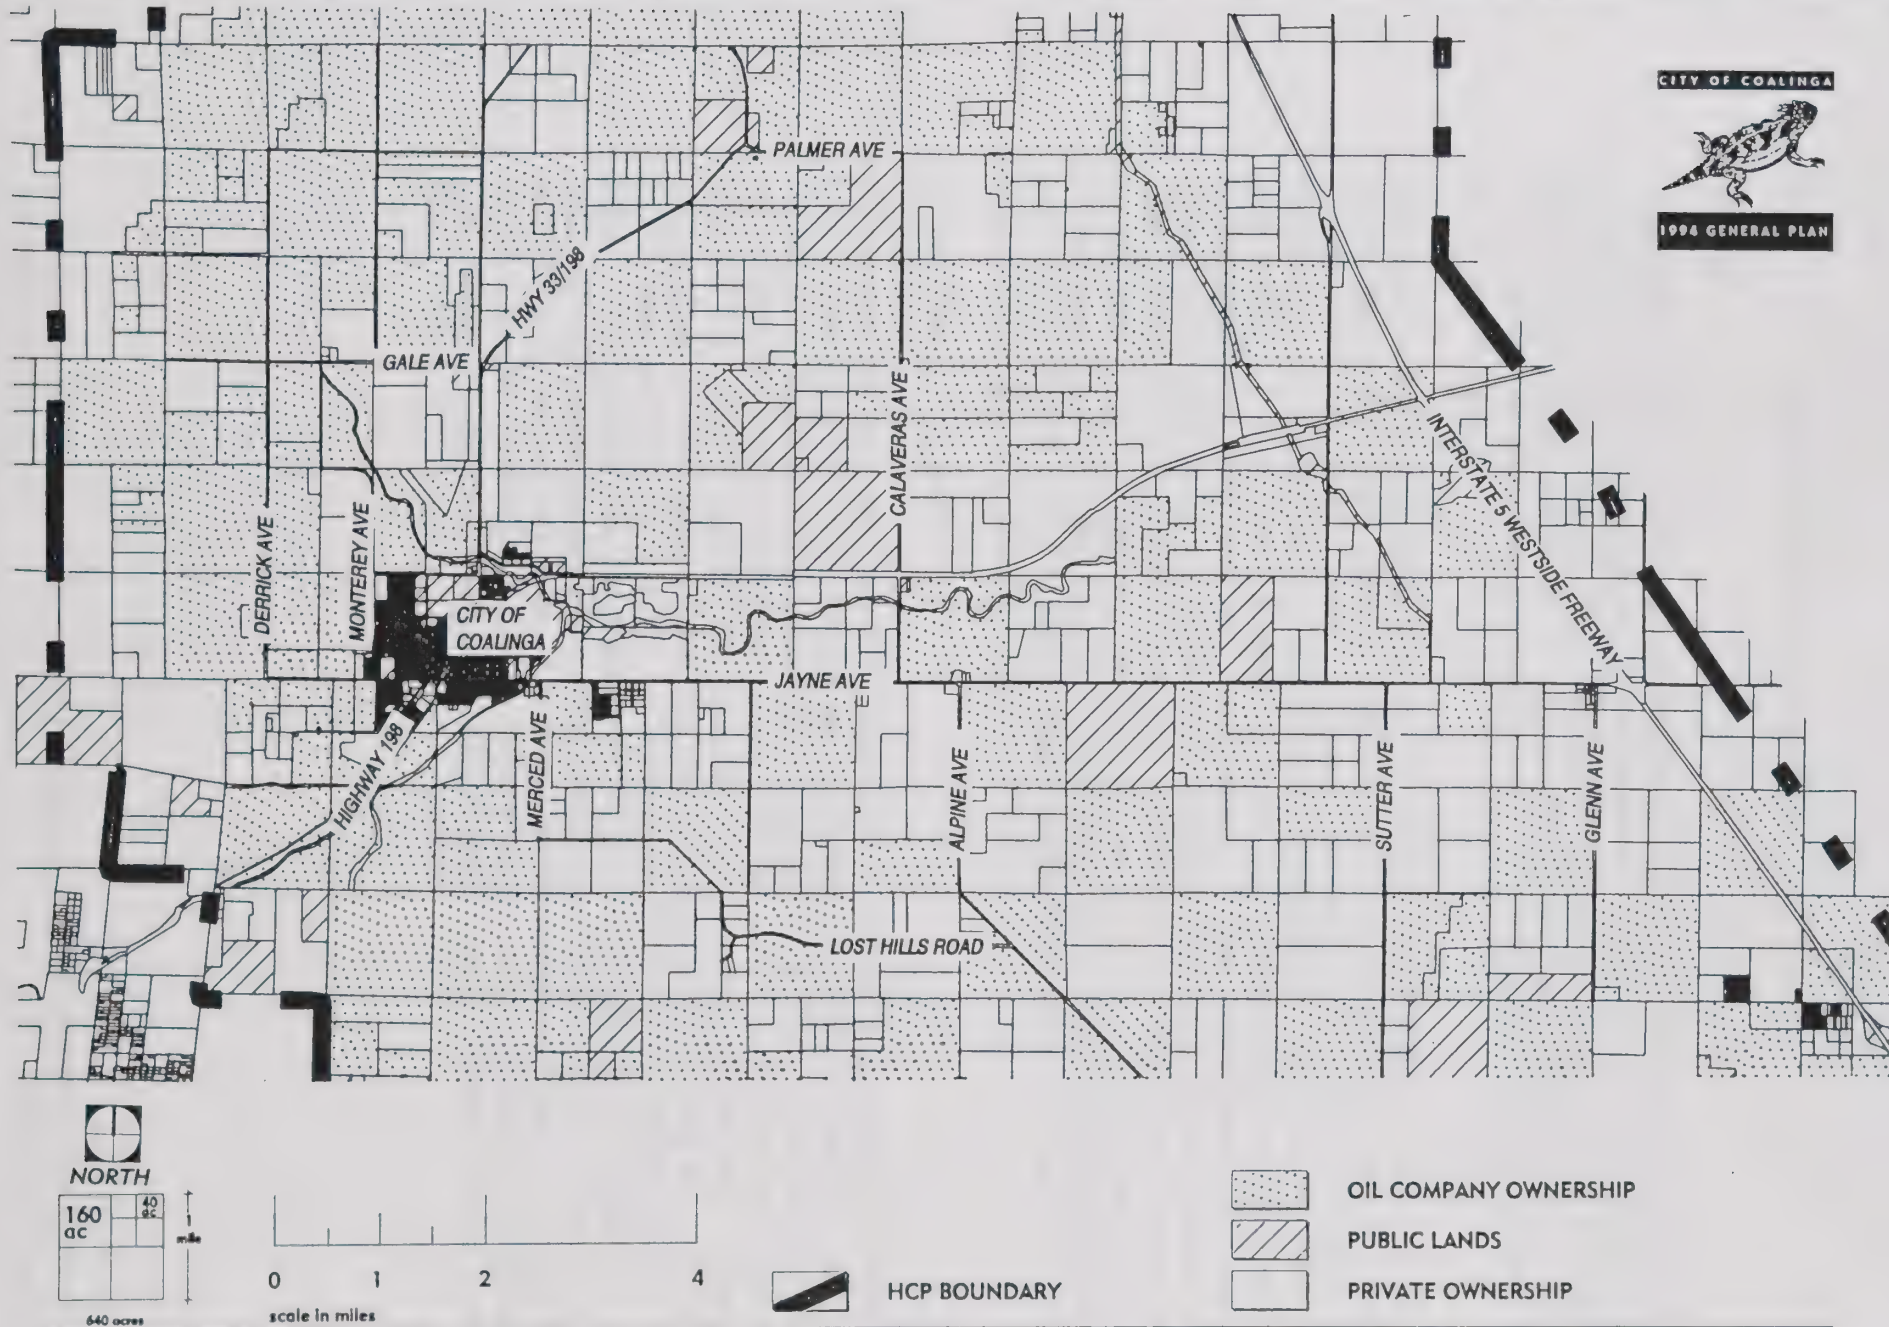 CITY OF COALINGA
1994 GENERAL PLAN
PALMER AVE
HWY 33/198
GALE AVE
CALAVERAS AVE
INTERSTATE 5 WESTSIDE FREEWAY
DERRICK AVE
MONTEREY AVE
CITY OF
COALINGA
JAYNE AVE
HIGHWAY 198
MERCED AVE
ALPINE AVE
SUTTER AVE
GLENN AVE
LOST HILLS ROAD
NORTH
160
ac
40
ac
1
mile
640 acres
0 1 2 4
scale in miles
HCP BOUNDARY
OIL COMPANY OWNERSHIP
PUBLIC LANDS
PRIVATE OWNERSHIP